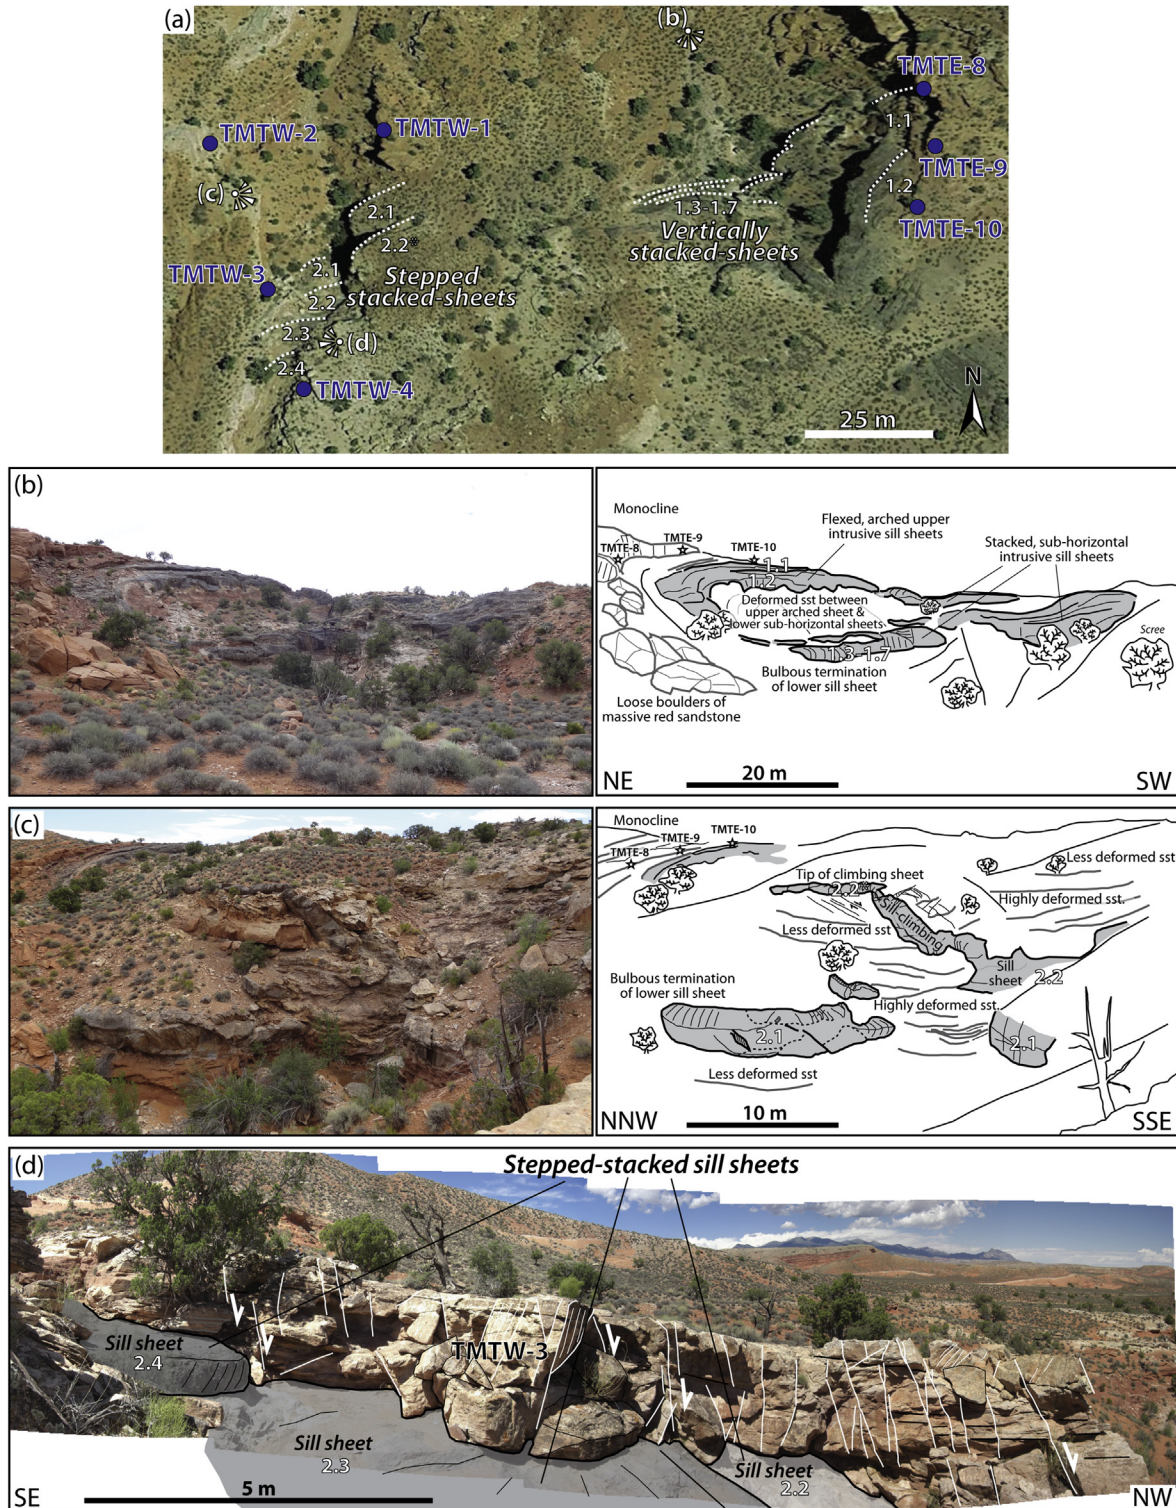 (a)
(b)
TMTE-8
1.1
TMTW-2
TMTW-1
TMTE-9
(c)
1.2
2.1
1.3-1.7
TMTE-10
2.2*
Vertically
stacked-sheets
TMTW-3
2.1
Stepped
stacked-sheets
2.2
2.3
(d)
2.4
TMTW-4
N
25 m
(b)
Monocline
TMTE-8
TMTE-9
TMTE-10
Flexed, arched upper
intrusive sill sheets
Stacked, sub-horizontal
intrusive sill sheets
1.1
1.2
Deformed sst between
upper arched sheet &
lower sub-horizontal sheets
1.3-1.7
Bulbous termination
of lower sill sheet
Loose boulders of
massive red sandstone
Scree
20 m
NE
SW
(c)
Monocline
TMTE-8
TMTE-9
TMTE-10
Less deformed sst
Tip of climbing sheet
2.2*
Highly deformed sst.
Sill-climbing
Less deformed sst
Sill
sheet
2.2
Bulbous termination
of lower sill sheet
Highly deformed sst.
2.1
2.1
Less deformed sst
10 m
NNW
SSE
(d)
Stepped-stacked sill sheets
Sill sheet
2.4
TMTW-3
Sill sheet
2.3
Sill sheet
2.2
5 m
SE
NW